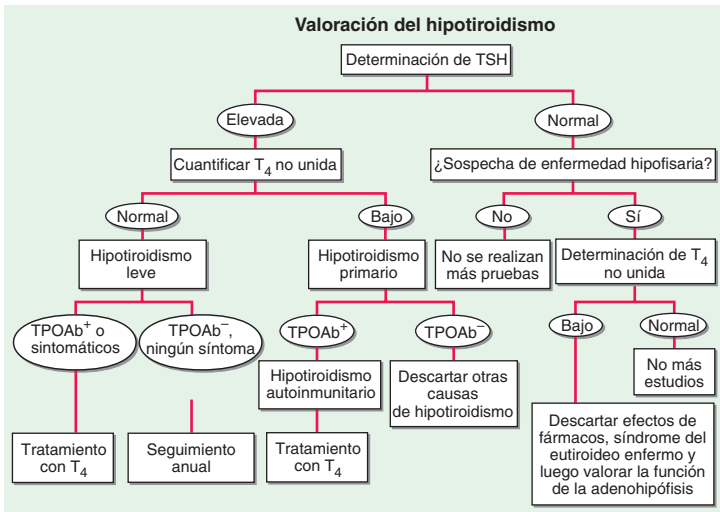 Valoración del hipotiroidismo
Determinación de TSH
Elevada
Normal
Cuantificar T4 no unida
¿Sospecha de enfermedad hipofisaria?
Normal
Bajo
No
Sí
Hipotiroidismo
leve
Hipotiroidismo
primario
No se realizan
más pruebas
Determinación de T4
no unida
TPOAb+ o
sintomáticos
TPOAb−,
ningún síntoma
TPOAb+
TPOAb−
Bajo
Normal
Hipotiroidismo
autoinmunitario
Descartar otras
causas
de hipotiroidismo
No más
estudios
Tratamiento
con T4
Seguimiento
anual
Tratamiento
con T4
Descartar efectos de
fármacos, síndrome del
eutiroideo enfermo y
luego valorar la función
de la adenohipófisis